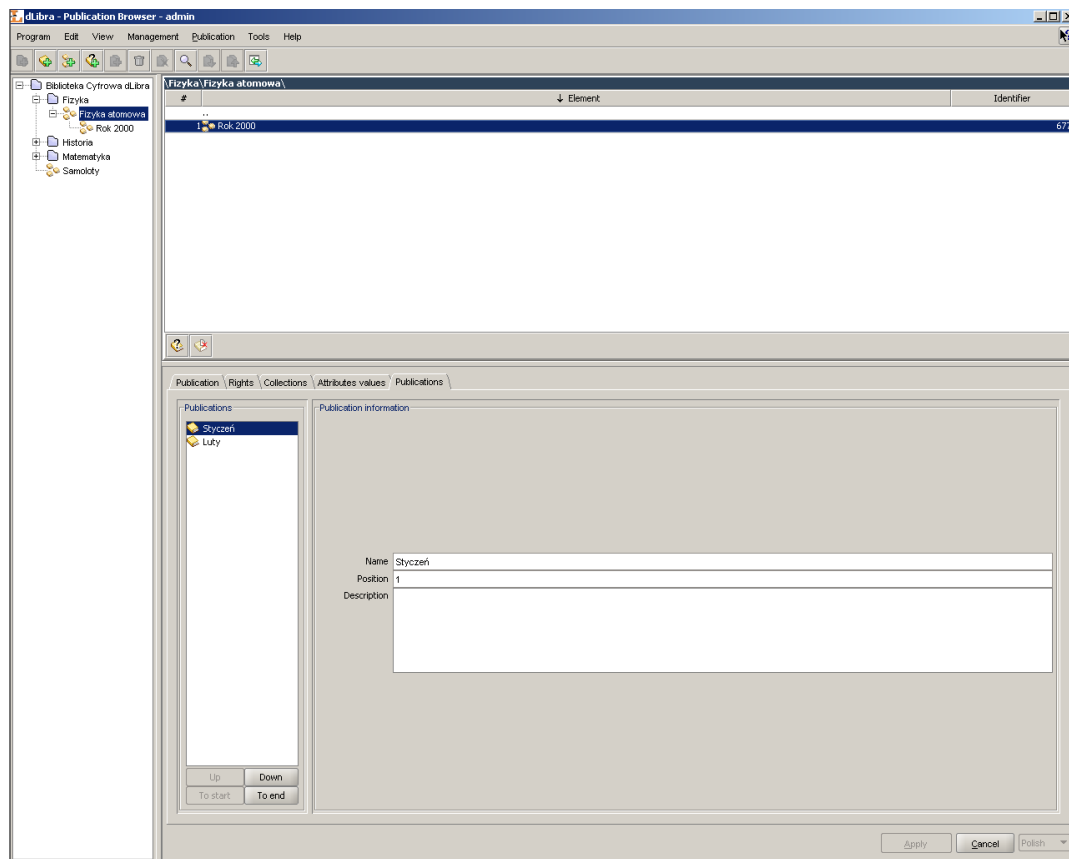 dLibra - Publication Browser - admin
Program Edit View Management Publication Tools Help
Biblioteka Cyfrowa dLibra
Fizyka
Fizyka atomowa
Rok 2000
Historia
Matematyka
Samoloty
\Fizyka\Fizyka atomowa\
# ↓ Element Identifier
..
1 Rok 2000 677
Publication Rights Collections Attributes values Publications
Publications
Styczeń
Luty
Up Down
To start To end
Publication information
Name Styczeń
Position 1
Description
Apply Cancel Polish